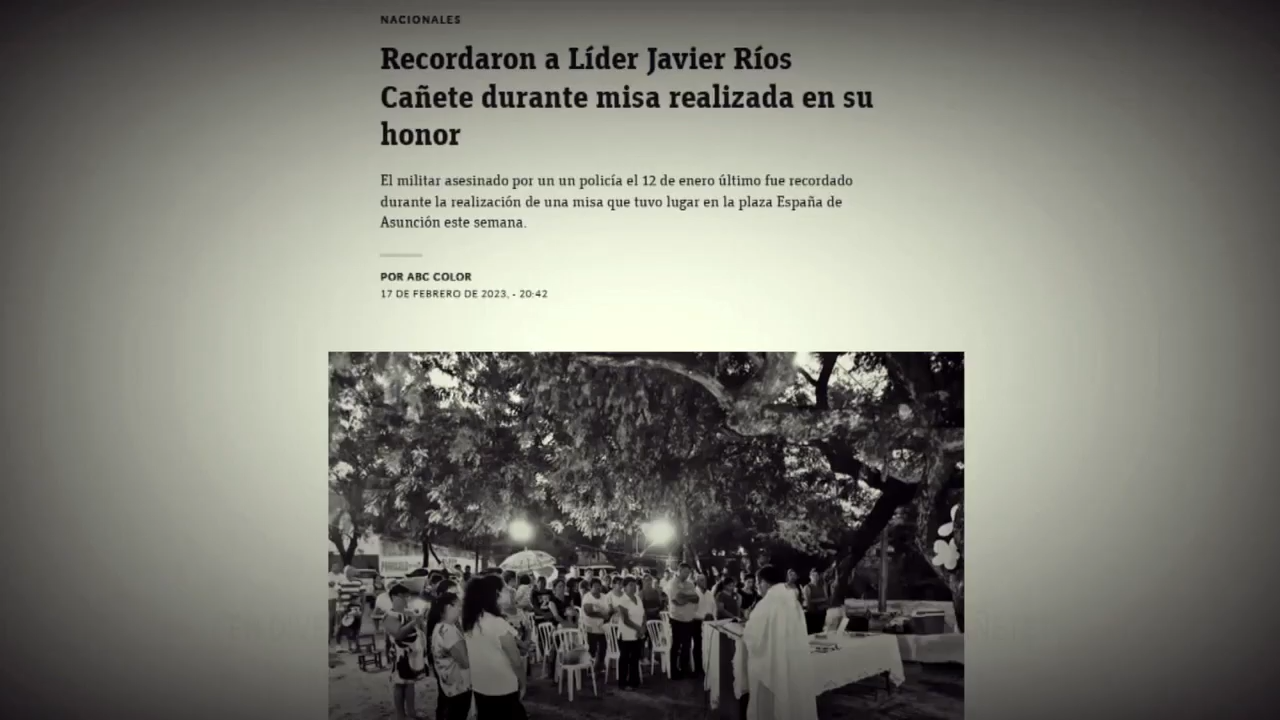 NACIONALES
Recordaron a Líder Javier Ríos
Cañete durante misa realizada en su
honor
El militar asesinado por un un policía el 12 de enero último fue recordado
durante la realización de una misa que tuvo lugar en la plaza España de
Asunción este semana.
POR ABC COLOR
17 DE FEBRERO DE 2023, - 20:42